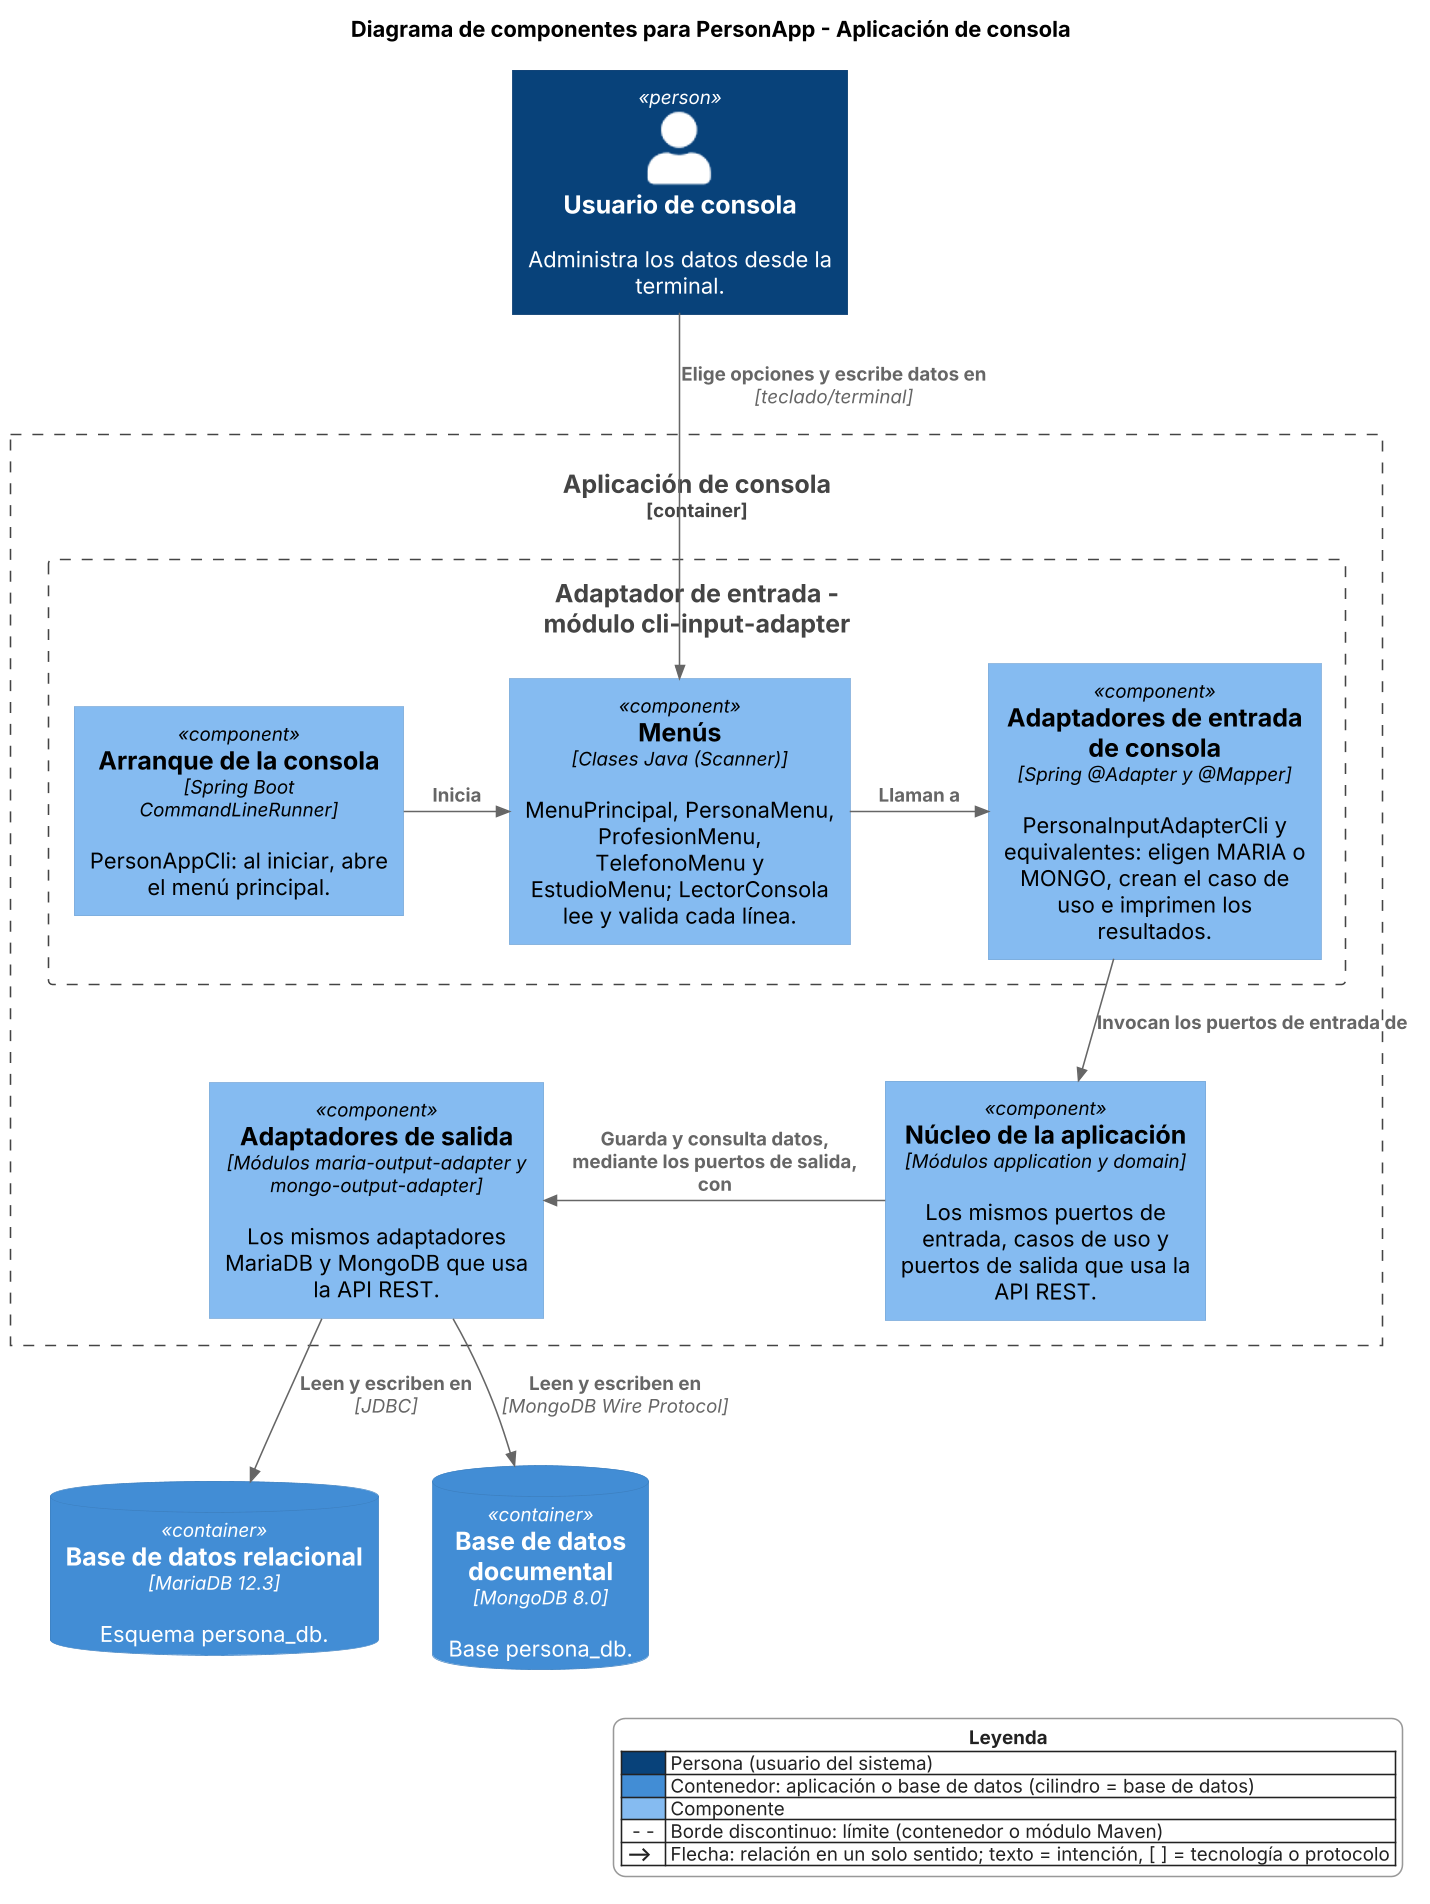 Diagrama de componentes para PersonApp - Aplicación de consola
«person»
Usuario de consola
Administra los datos desde la
terminal.
Elige opciones y escribe datos en
[teclado/terminal]
Aplicación de consola
[container]
Adaptador de entrada -
módulo cli-input-adapter
«component»
Arranque de la consola
[Spring Boot
CommandLineRunner]
PersonAppCli: al iniciar, abre
el menú principal.
Inicia
«component»
Menús
[Clases Java (Scanner)]
MenuPrincipal, PersonaMenu,
ProfesionMenu,
TelefonoMenu y
EstudioMenu; LectorConsola
lee y valida cada línea.
Llaman a
«component»
Adaptadores de entrada
de consola
[Spring @Adapter y @Mapper]
PersonaInputAdapterCli y
equivalentes: eligen MARIA o
MONGO, crean el caso de
uso e imprimen los
resultados.
Invocan los puertos de entrada de
«component»
Adaptadores de salida
[Módulos maria-output-adapter y
mongo-output-adapter]
Los mismos adaptadores
MariaDB y MongoDB que usa
la API REST.
Guarda y consulta datos,
mediante los puertos de salida,
con
«component»
Núcleo de la aplicación
[Módulos application y domain]
Los mismos puertos de
entrada, casos de uso y
puertos de salida que usa la
API REST.
Leen y escriben en
[JDBC]
Leen y escriben en
[MongoDB Wire Protocol]
«container»
Base de datos relacional
[MariaDB 12.3]
Esquema persona_db.
«container»
Base de datos
documental
[MongoDB 8.0]
Base persona_db.
Leyenda
Persona (usuario del sistema)
Contenedor: aplicación o base de datos (cilindro = base de datos)
Componente
- - Borde discontinuo: límite (contenedor o módulo Maven)
→ Flecha: relación en un solo sentido; texto = intención, [ ] = tecnología o protocolo